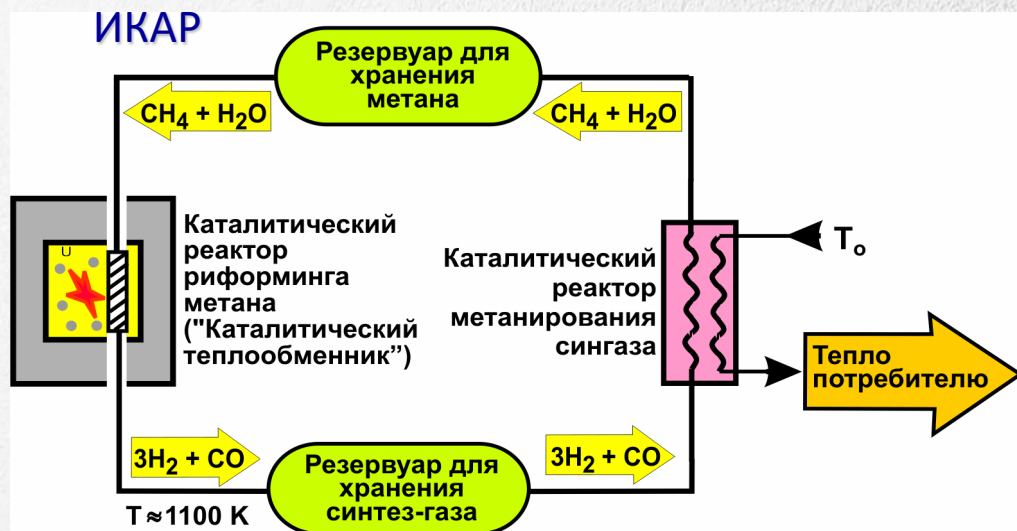 ИКАР
Резервуар для
хранения
метана
CH₄ + H₂O
CH₄ + H₂O
U
Каталитический
реактор
риформинга
метана
("Каталитический
теплообменник”)
Каталитический
реактор
метанирования
сингаза
Tₒ
Тепло
потребителю
3H₂ + CO
3H₂ + CO
Резервуар для
хранения
синтез-газа
T ≈ 1100 K